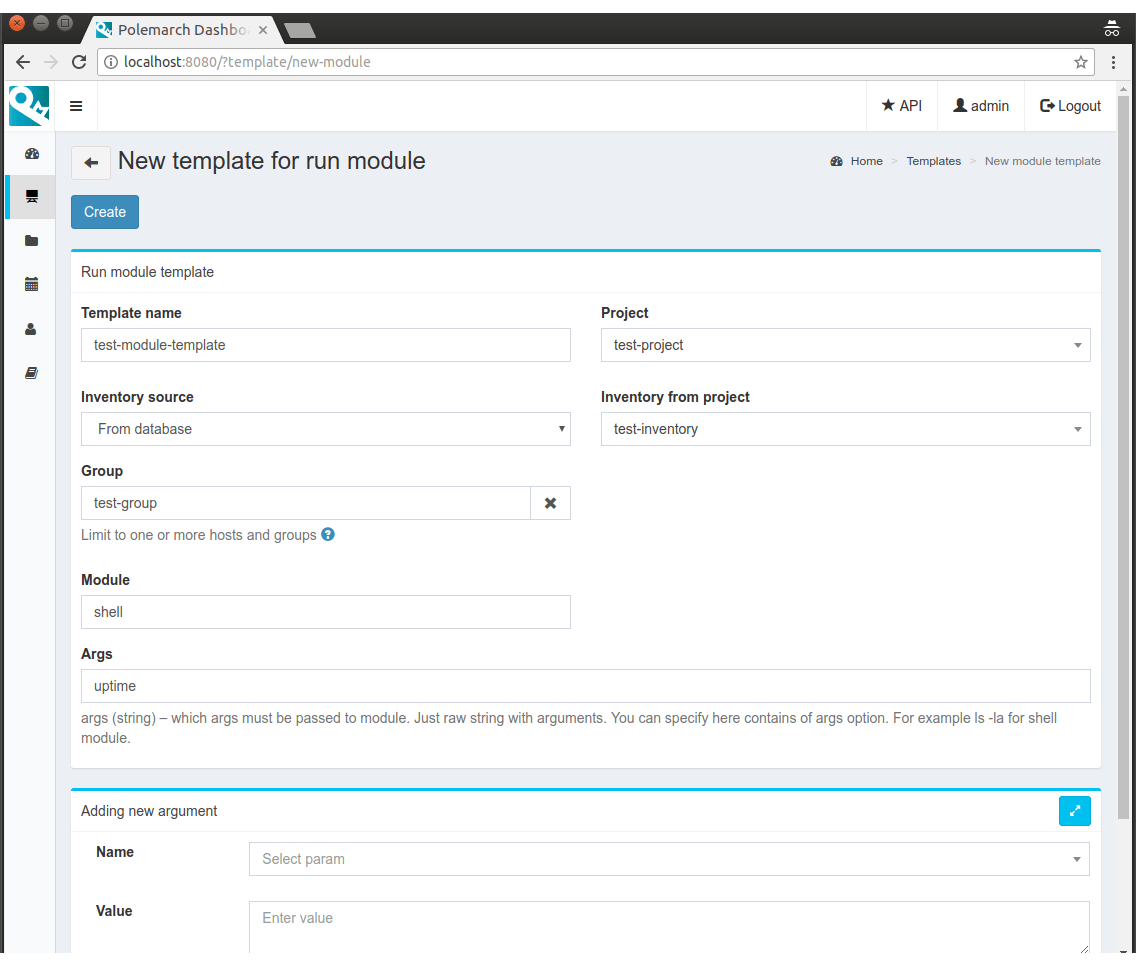 Polemarch Dashbo
localhost:8080/?template/new-module
API
admin
Logout
New template for run module
Home > Templates > New module template
Create
Run module template
Template name
Project
test-module-template
test-project
Inventory source
Inventory from project
From database
test-inventory
Group
test-group
Limit to one or more hosts and groups
Module
shell
Args
uptime
args (string) – which args must be passed to module. Just raw string with arguments. You can specify here contains of args option. For example ls -la for shell
module.
Adding new argument
Name
Select param
Value
Enter value